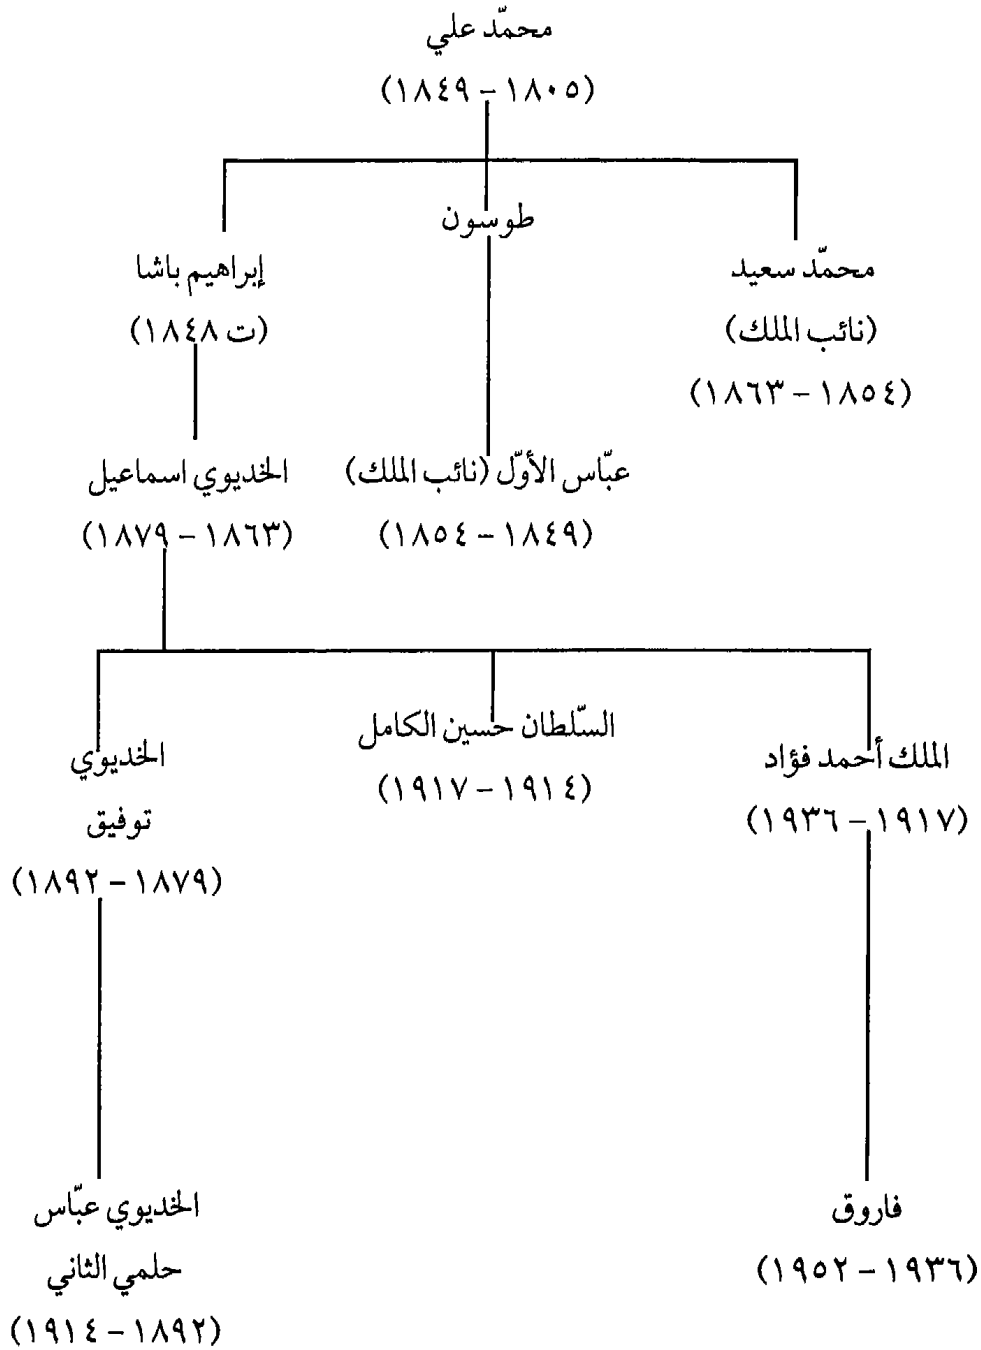 محمّد علي
(١٨٠٥ – ١٨٤٩)
طوسون
محمّد سعيد
(نائب الملك)
(١٨٥٤ – ١٨٦٣)
إبراهيم باشا
(ت ١٨٤٨)
عبّاس الأوّل (نائب الملك)
(١٨٤٩ – ١٨٥٤)
الخديوي اسماعيل
(١٨٦٣ – ١٨٧٩)
الملك أحمد فؤاد
(١٩١٧ – ١٩٣٦)
السّلطان حسين الكامل
(١٩١٤ – ١٩١٧)
الخديوي
توفيق
(١٨٧٩ – ١٨٩٢)
فاروق
(١٩٣٦ – ١٩٥٢)
الخديوي عبّاس
حلمي الثاني
(١٨٩٢ – ١٩١٤)